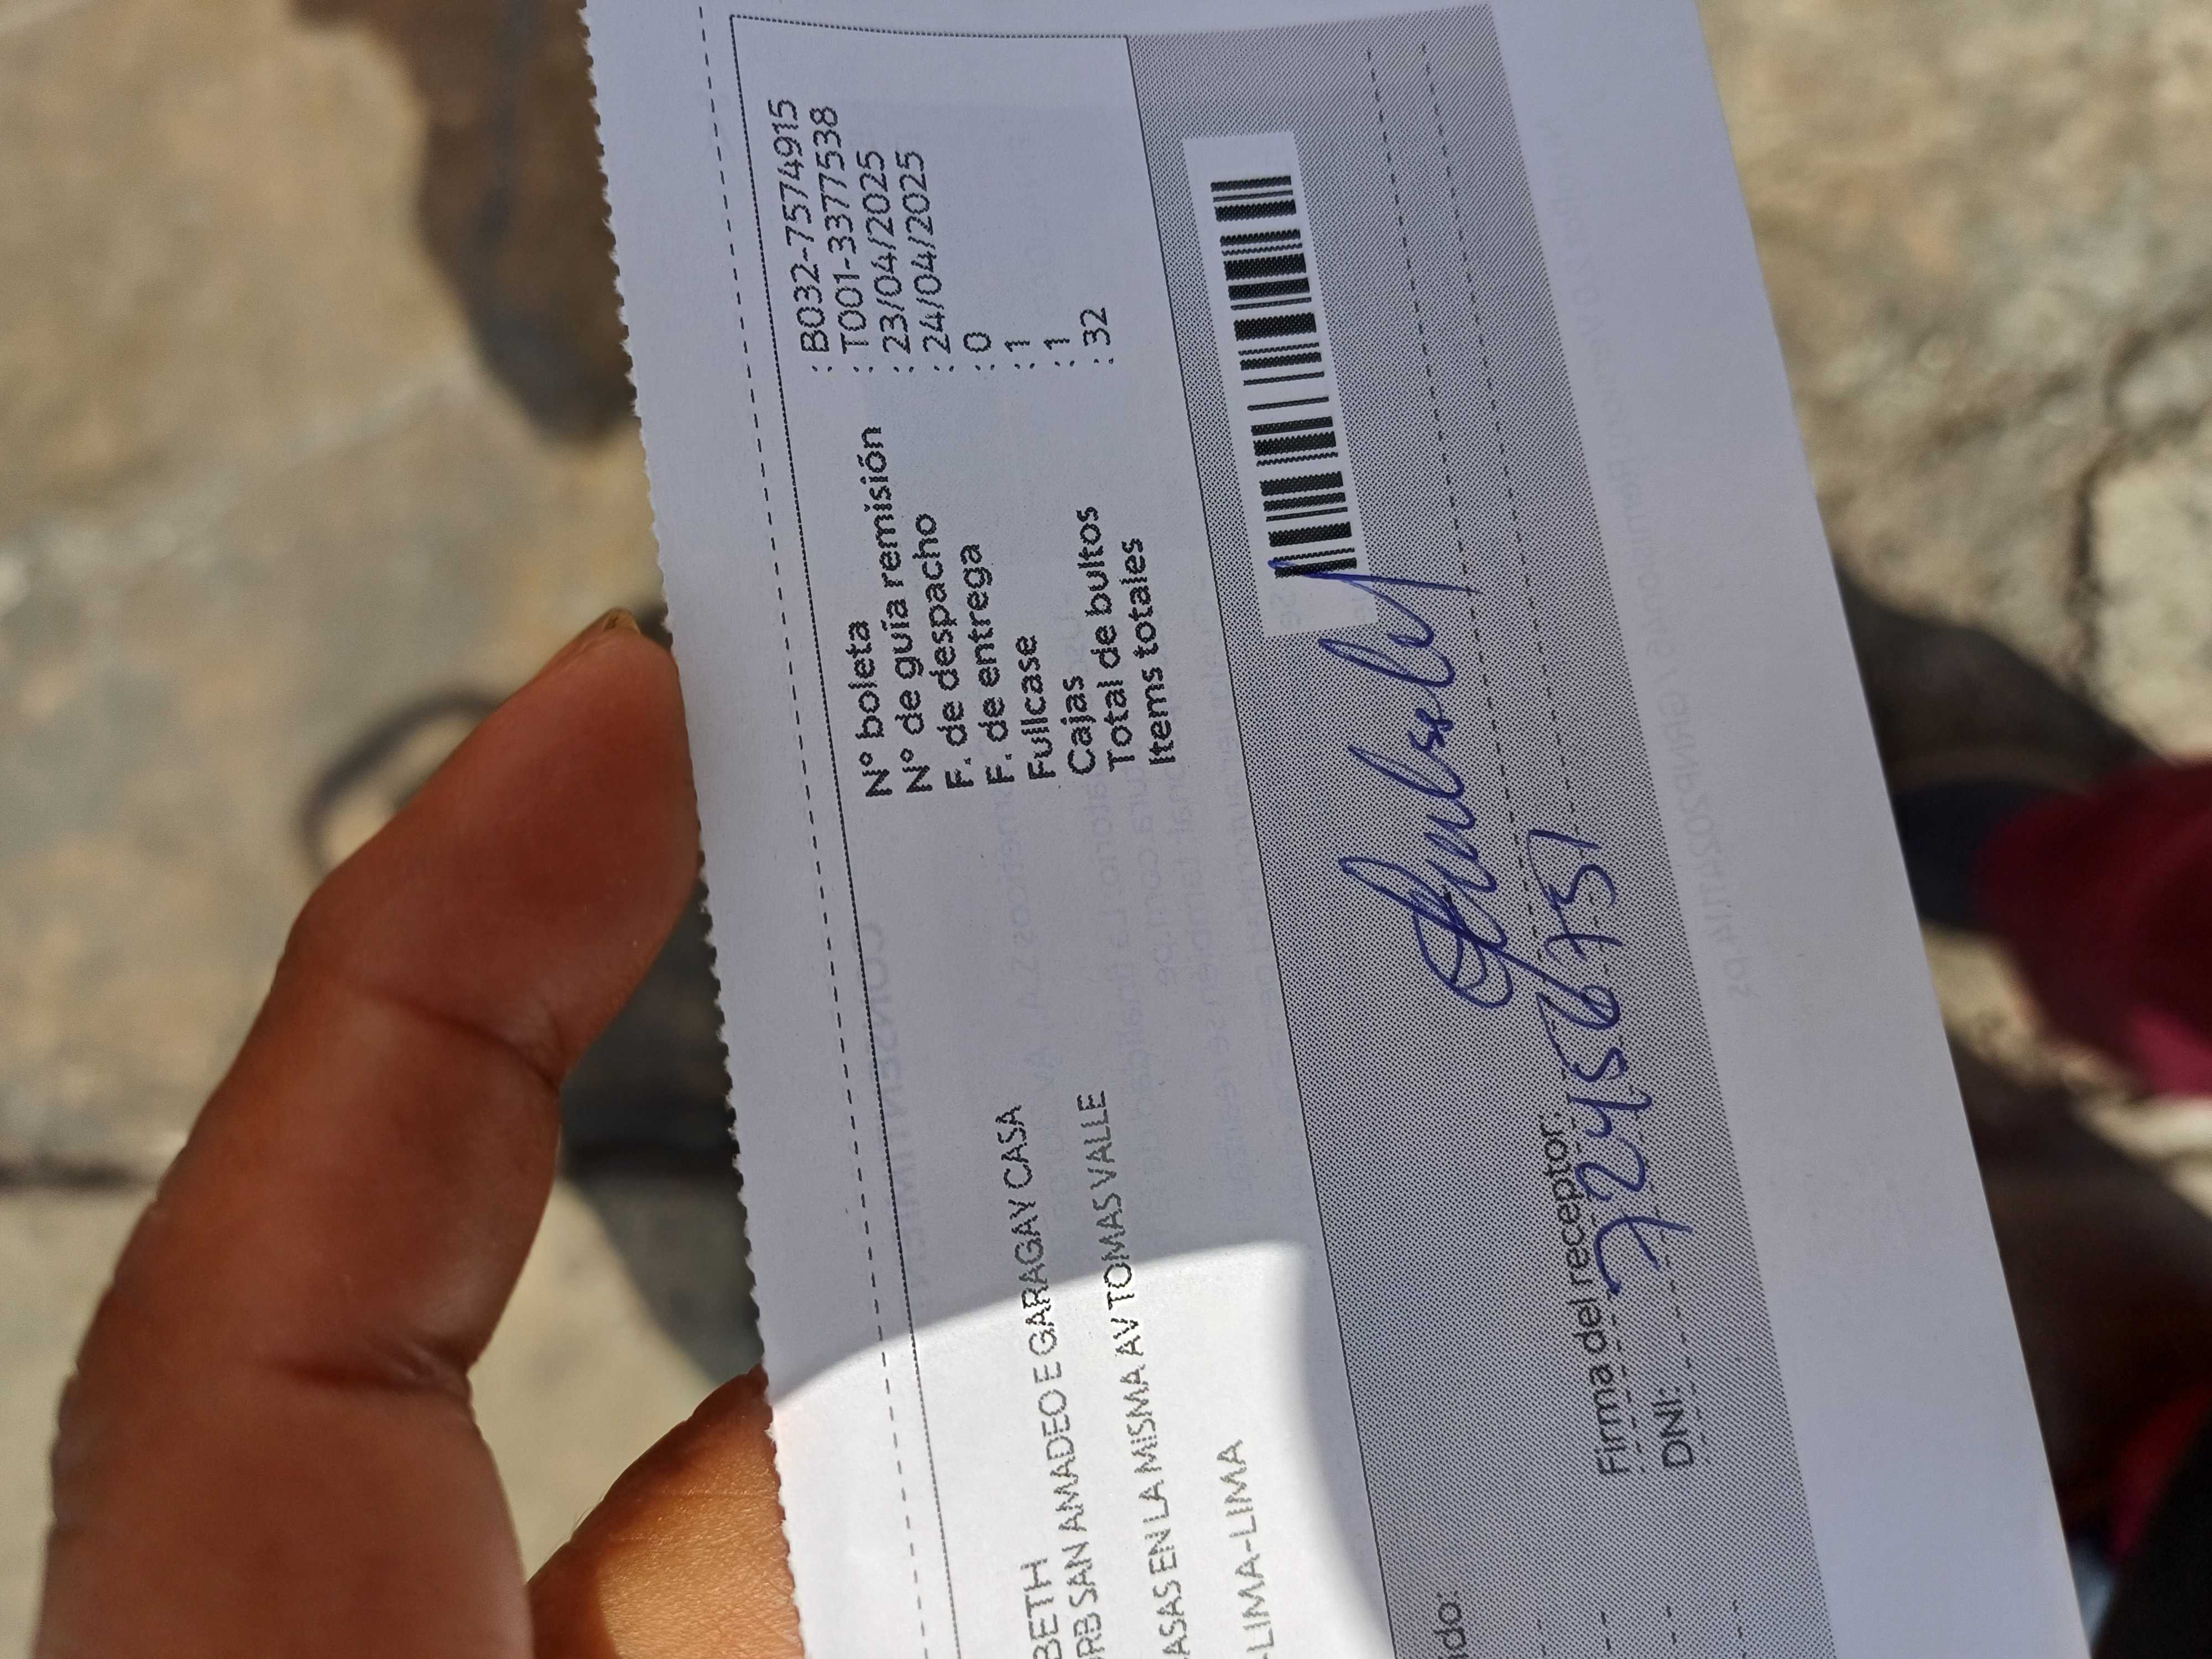 N° boleta : B032-7574915
N° de guía remisión : T001-3377538
F. de despacho : 23/04/2025
F. de entrega : 24/04/2025
Fullcase : 0
Cajas : 1
Total de bultos : 1
Items totales : 32
BETH
RB SAN AMADEO E GARAGAY CASA
ASAS EN LA MISMA AV TOMAS VALLE
-LIMA-LIMA
ido:
Firma del receptor:
DNI: 72456751